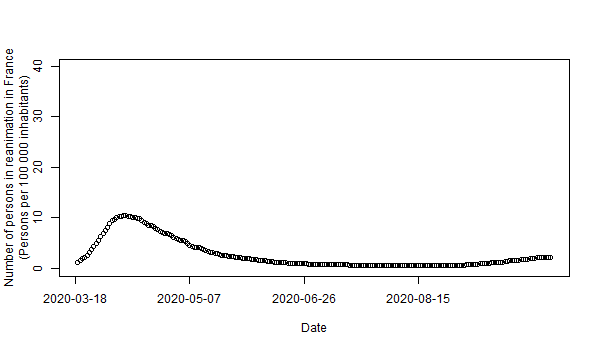 Number of persons in reanimation in France
(Persons per 100 000 inhabitants)
40
30
20
10
0
2020-03-18 2020-05-07 2020-06-26 2020-08-15
Date